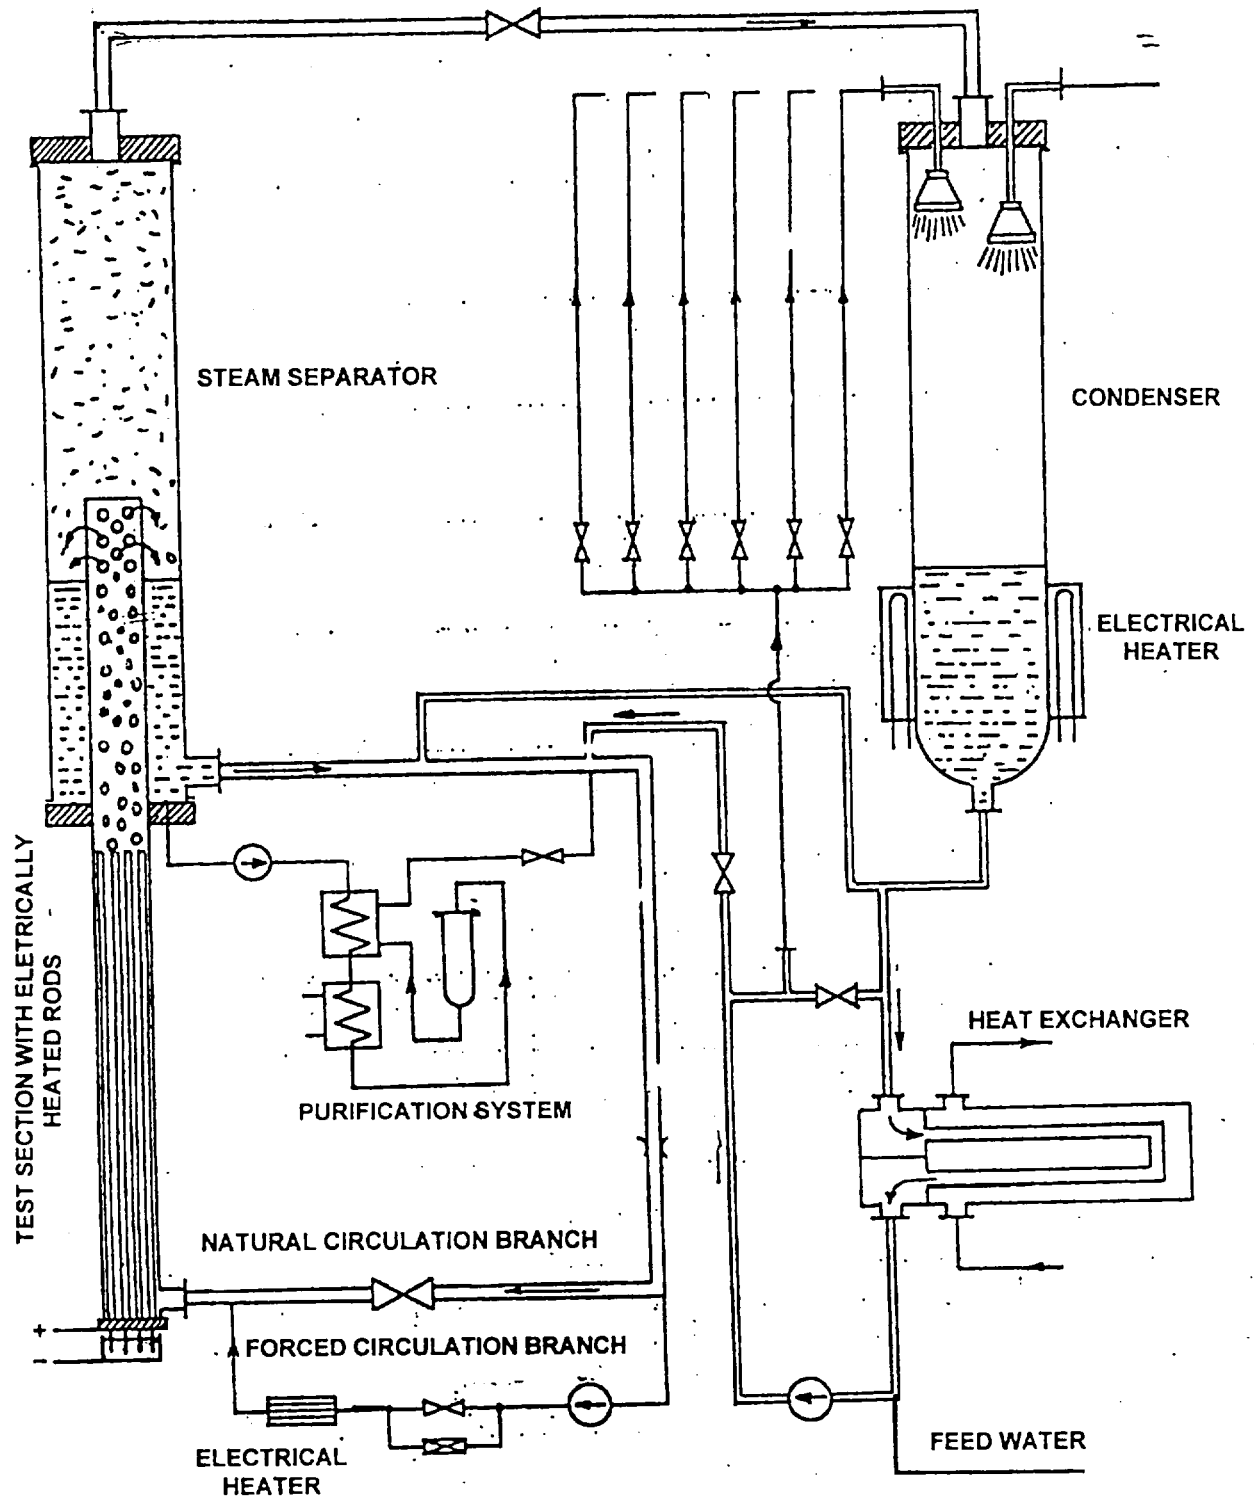 STEAM SEPARATOR
CONDENSER
ELECTRICAL
HEATER
TEST SECTION WITH ELETRICALLY
HEATED RODS
HEAT EXCHANGER
PURIFICATION SYSTEM
NATURAL CIRCULATION BRANCH
+
-
FORCED CIRCULATION BRANCH
FEED WATER
ELECTRICAL
HEATER